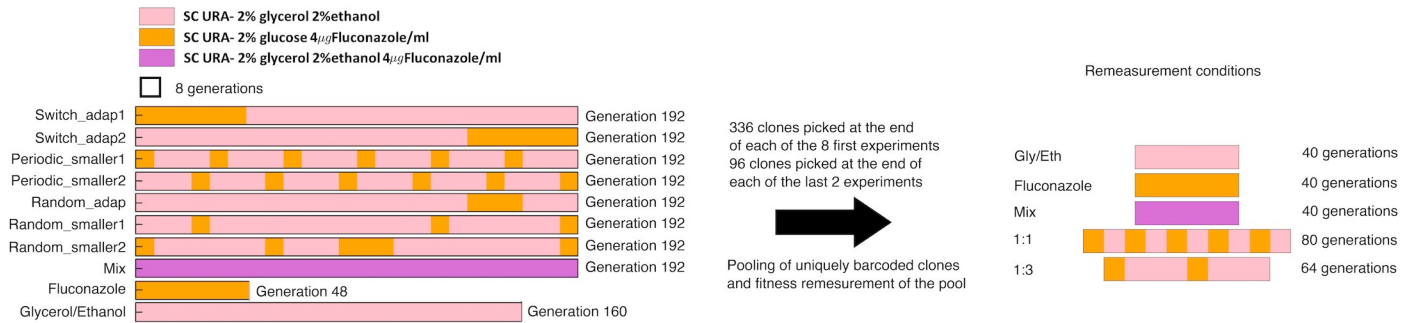 SC URA- 2% glycerol 2%ethanol
SC URA- 2% glucose 4µgFluconazole/ml
SC URA- 2% glycerol 2%ethanol 4µgFluconazole/ml
8 generations
Switch_adap1 Generation 192
Switch_adap2 Generation 192
Periodic_smaller1 Generation 192
Periodic_smaller2 Generation 192
Random_adap Generation 192
Random_smaller1 Generation 192
Random_smaller2 Generation 192
Mix Generation 192
Fluconazole Generation 48
Glycerol/Ethanol Generation 160
336 clones picked at the end
of each of the 8 first experiments
96 clones picked at the end of
each of the last 2 experiments
Pooling of uniquely barcoded clones
and fitness remesurement of the pool
Remeasurement conditions
Gly/Eth 40 generations
Fluconazole 40 generations
Mix 40 generations
1:1 80 generations
1:3 64 generations